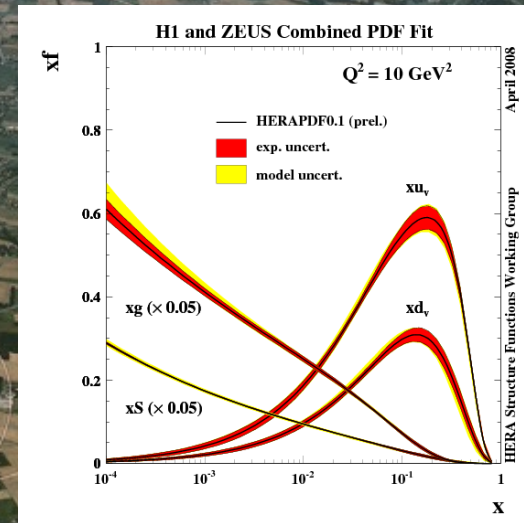 H1 and ZEUS Combined PDF Fit
xf
Q² = 10 GeV²
April 2008
HERAPDF0.1 (prel.)
exp. uncert.
model uncert.
xuᵥ
xdᵥ
xg (× 0.05)
xS (× 0.05)
HERA Structure Functions Working Group
1
0.8
0.6
0.4
0.2
0
10⁻⁴
10⁻³
10⁻²
10⁻¹
1
x